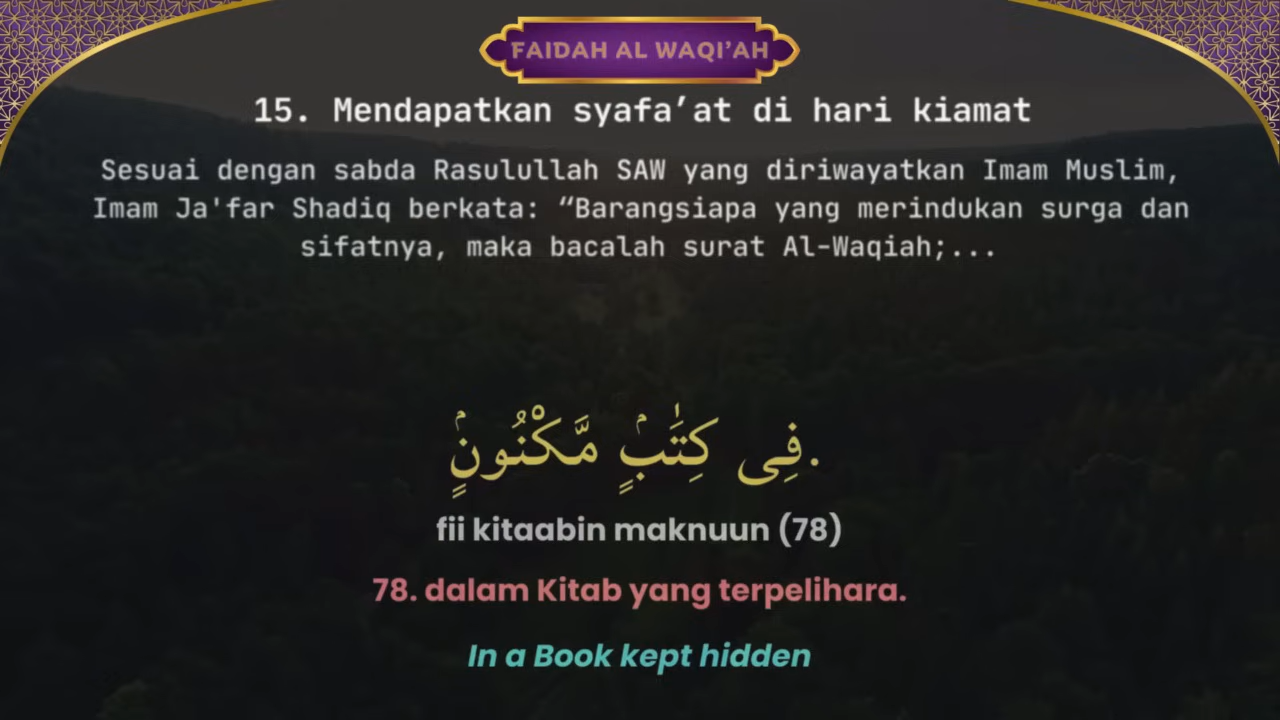 FAIDAH AL WAQI’AH
15. Mendapatkan syafa’at di hari kiamat
Sesuai dengan sabda Rasulullah SAW yang diriwayatkan Imam Muslim,
Imam Ja'far Shadiq berkata: “Barangsiapa yang merindukan surga dan
sifatnya, maka bacalah surat Al-Waqiah;...
.فِى كِتَٰبٍۢ مَّكْنُونٍۢ
fii kitaabin maknuun (78)
78. dalam Kitab yang terpelihara.
In a Book kept hidden